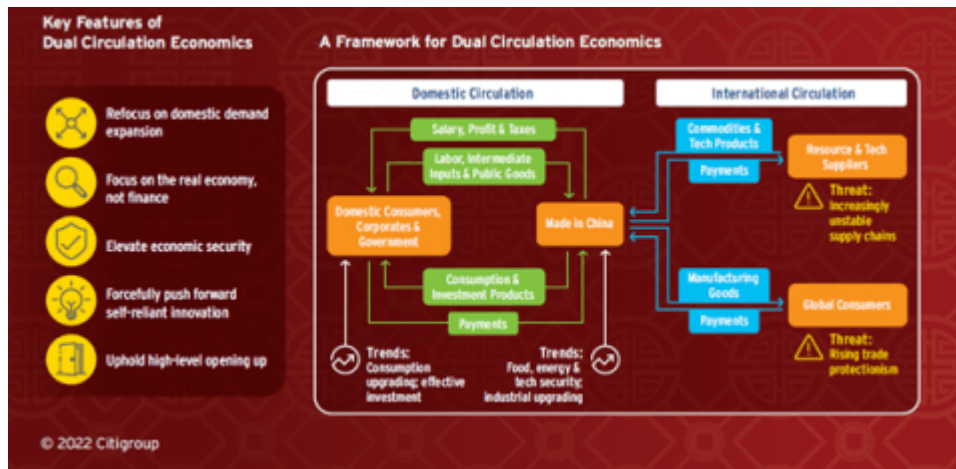 Key Features of
Dual Circulation Economics
Refocus on domestic demand
expansion
Focus on the real economy,
not finance
Elevate economic security
Forcefully push forward
self-reliant innovation
Uphold high-level opening up
A Framework for Dual Circulation Economics
Domestic Circulation
Salary, Profit & Taxes
Labor, Intermediate
Inputs & Public Goods
Domestic Consumers,
Corporates &
Government
Made in China
Consumption &
Investment Products
Payments
Trends:
Consumption
upgrading; effective
investment
Trends:
Food, energy &
tech security;
industrial upgrading
International Circulation
Commodities &
Tech Products
Payments
Resource & Tech
Suppliers
Threat:
Increasingly
unstable
supply chains
Manufacturing
Goods
Payments
Global Consumers
Threat:
Rising trade
protectionism
© 2022 Citigroup